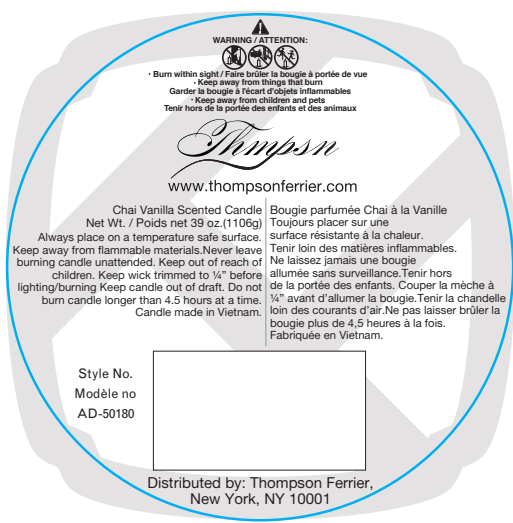 WARNING / ATTENTION:
· Burn within sight / Faire brûler la bougie à portée de vue
· Keep away from things that burn
Garder la bougie à l'écart d'objets inflammables
· Keep away from children and pets
Tenir hors de la portée des enfants et des animaux
Thmpsn
www.thompsonferrier.com
Chai Vanilla Scented Candle
Net Wt. / Poids net 39 oz.(1106g)
Always place on a temperature safe surface.
Keep away from flammable materials.Never leave
burning candle unattended. Keep out of reach of
children. Keep wick trimmed to ¼” before
lighting/burning Keep candle out of draft. Do not
burn candle longer than 4.5 hours at a time.
Candle made in Vietnam.
Bougie parfumée Chai à la Vanille
Toujours placer sur une
surface résistante à la chaleur.
Tenir loin des matières inflammables.
Ne laissez jamais une bougie
allumée sans surveillance.Tenir hors
de la portée des enfants. Couper la mèche à
¼” avant d’allumer la bougie.Tenir la chandelle
loin des courants d’air.Ne pas laisser brûler la
bougie plus de 4,5 heures à la fois.
Fabriquée en Vietnam.
Style No.
Modèle no
AD-50180
Distributed by: Thompson Ferrier,
New York, NY 10001